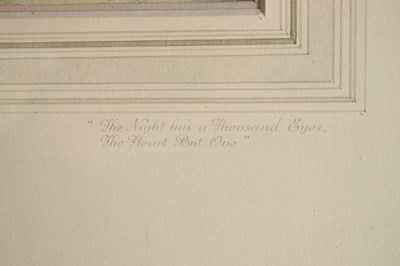 " The Night has a Thousand Eyes,
The Heart But One "